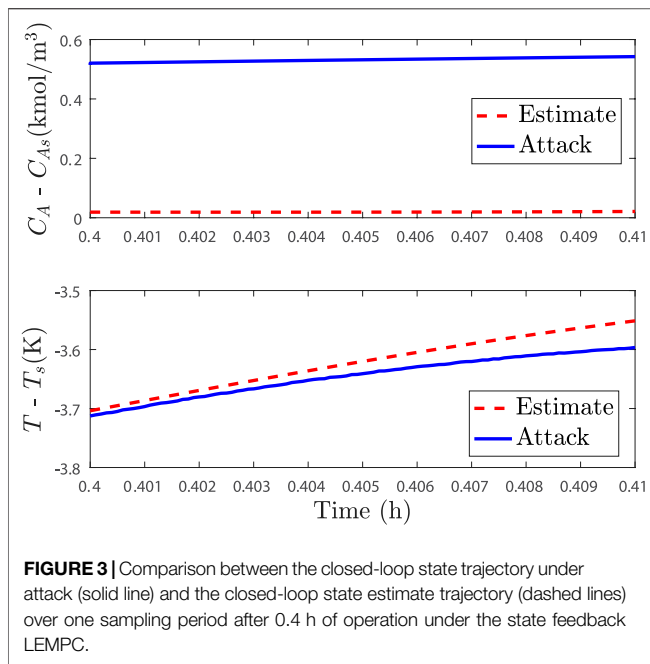 0.6
0.4
0.2
0
C_A - C_{As}(kmol/m^3)
Estimate
Attack
0.4 0.401 0.402 0.403 0.404 0.405 0.406 0.407 0.408 0.409 0.41
-3.5
-3.6
-3.7
-3.8
T - T_s(K)
Estimate
Attack
0.4 0.401 0.402 0.403 0.404 0.405 0.406 0.407 0.408 0.409 0.41
Time (h)
FIGURE 3 | Comparison between the closed-loop state trajectory under
attack (solid line) and the closed-loop state estimate trajectory (dashed lines)
over one sampling period after 0.4 h of operation under the state feedback
LEMPC.